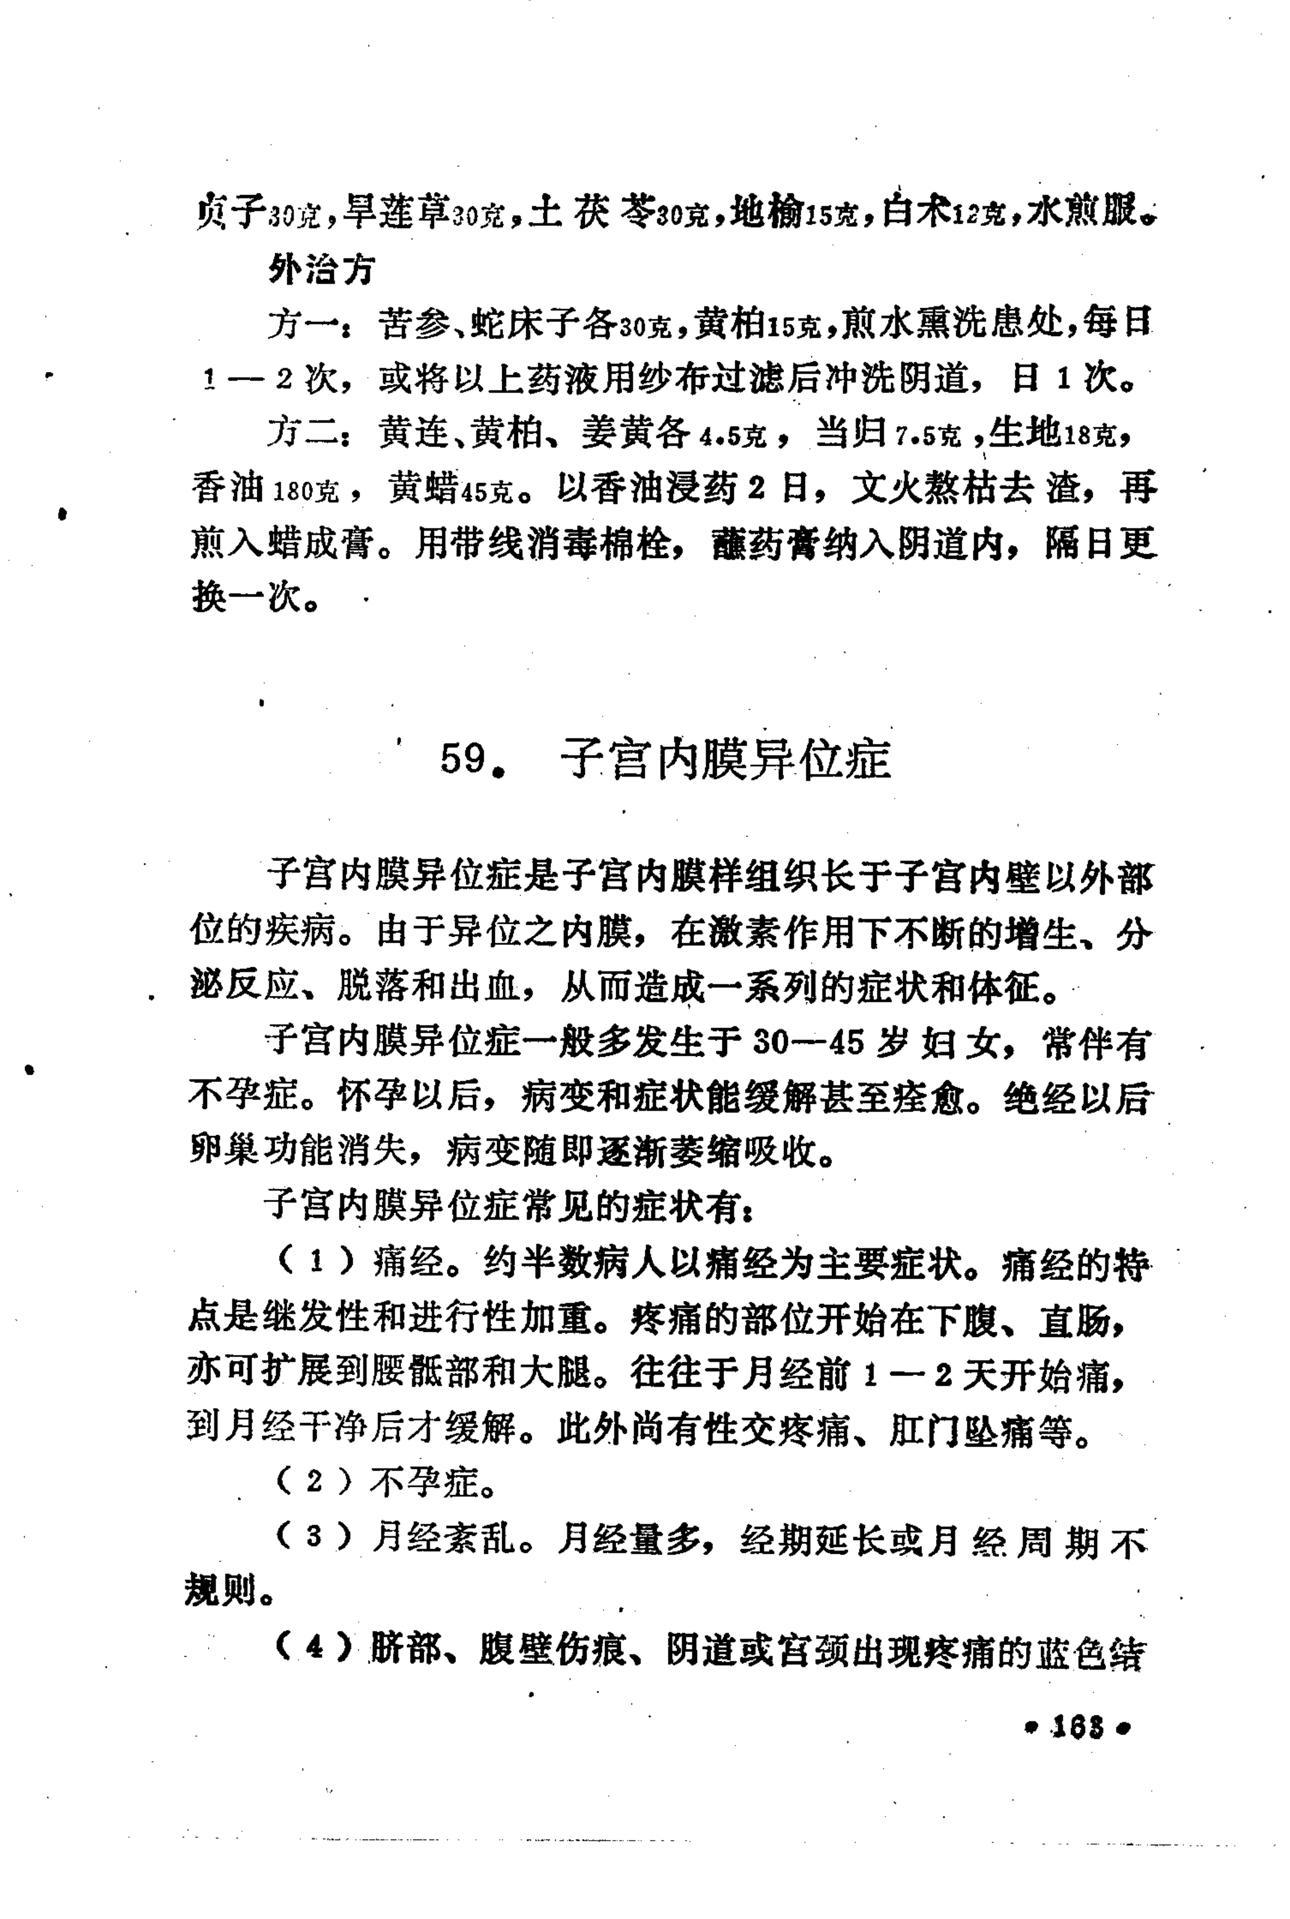 贞子30克，旱莲草30克，土茯苓30克，地榆15克，白术12克，水煎服。
外治方
方一：苦参、蛇床子各30克，黄柏15克，煎水熏洗患处，每日
1—2次，或将以上药液用纱布过滤后冲洗阴道，日1次。
方二：黄连、黄柏、姜黄各4.5克，当归7.5克，生地18克，
香油180克，黄蜡45克。以香油浸药2日，文火熬枯去渣，再
煎入蜡成膏。用带线消毒棉栓，蘸药膏纳入阴道内，隔日更
换一次。
59．子宫内膜异位症
子宫内膜异位症是子宫内膜样组织长于子宫内壁以外部
位的疾病。由于异位之内膜，在激素作用下不断的增生、分
泌反应、脱落和出血，从而造成一系列的症状和体征。
子宫内膜异位症一般多发生于30—45岁妇女，常伴有
不孕症。怀孕以后，病变和症状能缓解甚至痊愈。绝经以后
卵巢功能消失，病变随即逐渐萎缩吸收。
子宫内膜异位症常见的症状有：
（1）痛经。约半数病人以痛经为主要症状。痛经的特
点是继发性和进行性加重。疼痛的部位开始在下腹、直肠，
亦可扩展到腰骶部和大腿。往往于月经前1—2天开始痛，
到月经干净后才缓解。此外尚有性交疼痛、肛门坠痛等。
（2）不孕症。
（3）月经紊乱。月经量多，经期延长或月经周期不
规则。
（4）脐部、腹壁伤痕、阴道或宫颈出现疼痛的蓝色结
•163•